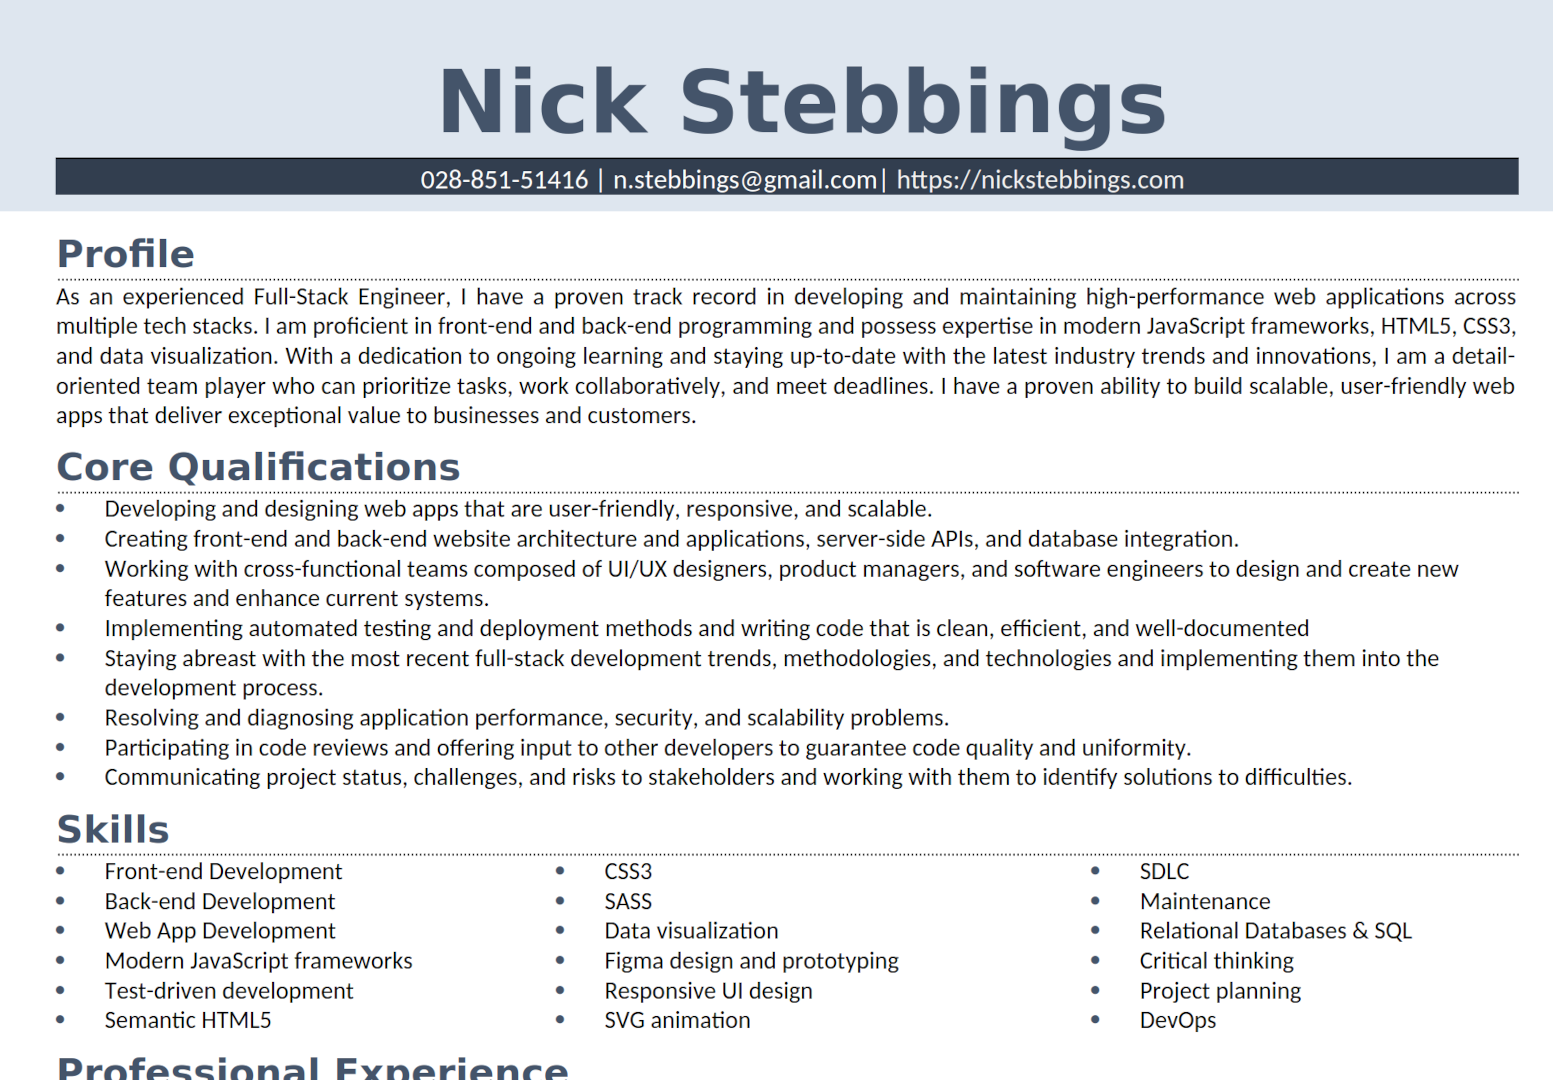 Nick Stebbings
028-851-51416 | n.stebbings@gmail.com| https://nickstebbings.com
Profile
As an experienced Full-Stack Engineer, I have a proven track record in developing and maintaining high-performance web applications across
multiple tech stacks. I am proficient in front-end and back-end programming and possess expertise in modern JavaScript frameworks, HTML5, CSS3,
and data visualization. With a dedication to ongoing learning and staying up-to-date with the latest industry trends and innovations, I am a detail-
oriented team player who can prioritize tasks, work collaboratively, and meet deadlines. I have a proven ability to build scalable, user-friendly web
apps that deliver exceptional value to businesses and customers.
Core Qualifications
• Developing and designing web apps that are user-friendly, responsive, and scalable.
• Creating front-end and back-end website architecture and applications, server-side APIs, and database integration.
• Working with cross-functional teams composed of UI/UX designers, product managers, and software engineers to design and create new
features and enhance current systems.
• Implementing automated testing and deployment methods and writing code that is clean, efficient, and well-documented
• Staying abreast with the most recent full-stack development trends, methodologies, and technologies and implementing them into the
development process.
• Resolving and diagnosing application performance, security, and scalability problems.
• Participating in code reviews and offering input to other developers to guarantee code quality and uniformity.
• Communicating project status, challenges, and risks to stakeholders and working with them to identify solutions to difficulties.
Skills
• Front-end Development
• Back-end Development
• Web App Development
• Modern JavaScript frameworks
• Test-driven development
• Semantic HTML5
• CSS3
• SASS
• Data visualization
• Figma design and prototyping
• Responsive UI design
• SVG animation
• SDLC
• Maintenance
• Relational Databases & SQL
• Critical thinking
• Project planning
• DevOps
Professional Experience